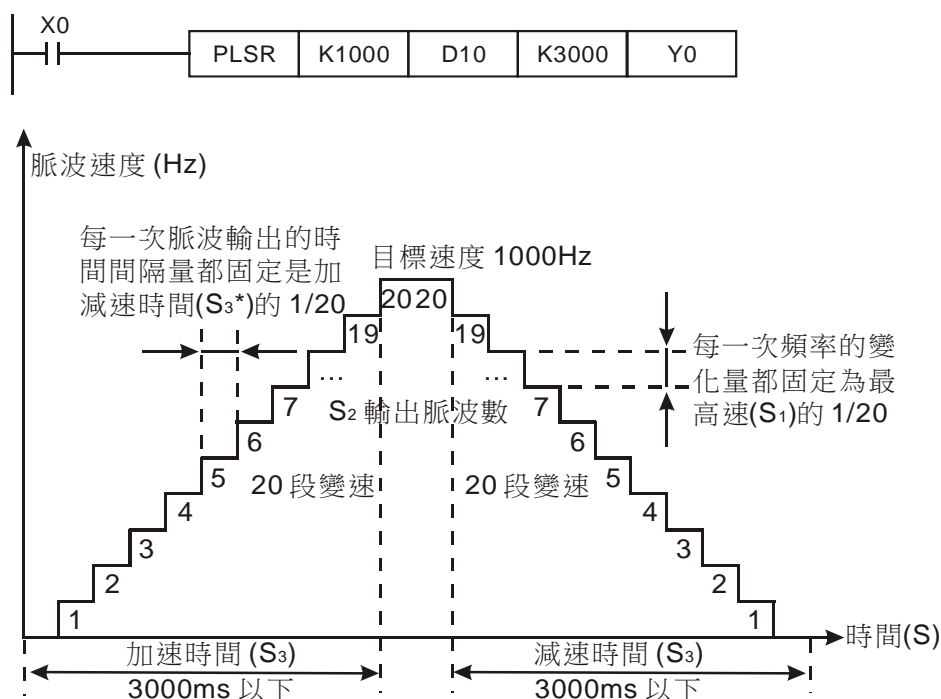 X0
PLSR K1000 D10 K3000 Y0
脈波速度 (Hz)
每一次脈波輸出的時
間間隔量都固定是加
減速時間(S3*)的 1/20
目標速度 1000Hz
20 20
19 19
每一次頻率的變
化量都固定為最
高速(S1)的 1/20
... ...
7 7
S2 輸出脈波數
6 6
5 5
20 段變速 20 段變速
4 4
3 3
2 2
1 1
時間(S)
加速時間 (S3) 減速時間 (S3)
3000ms 以下 3000ms 以下